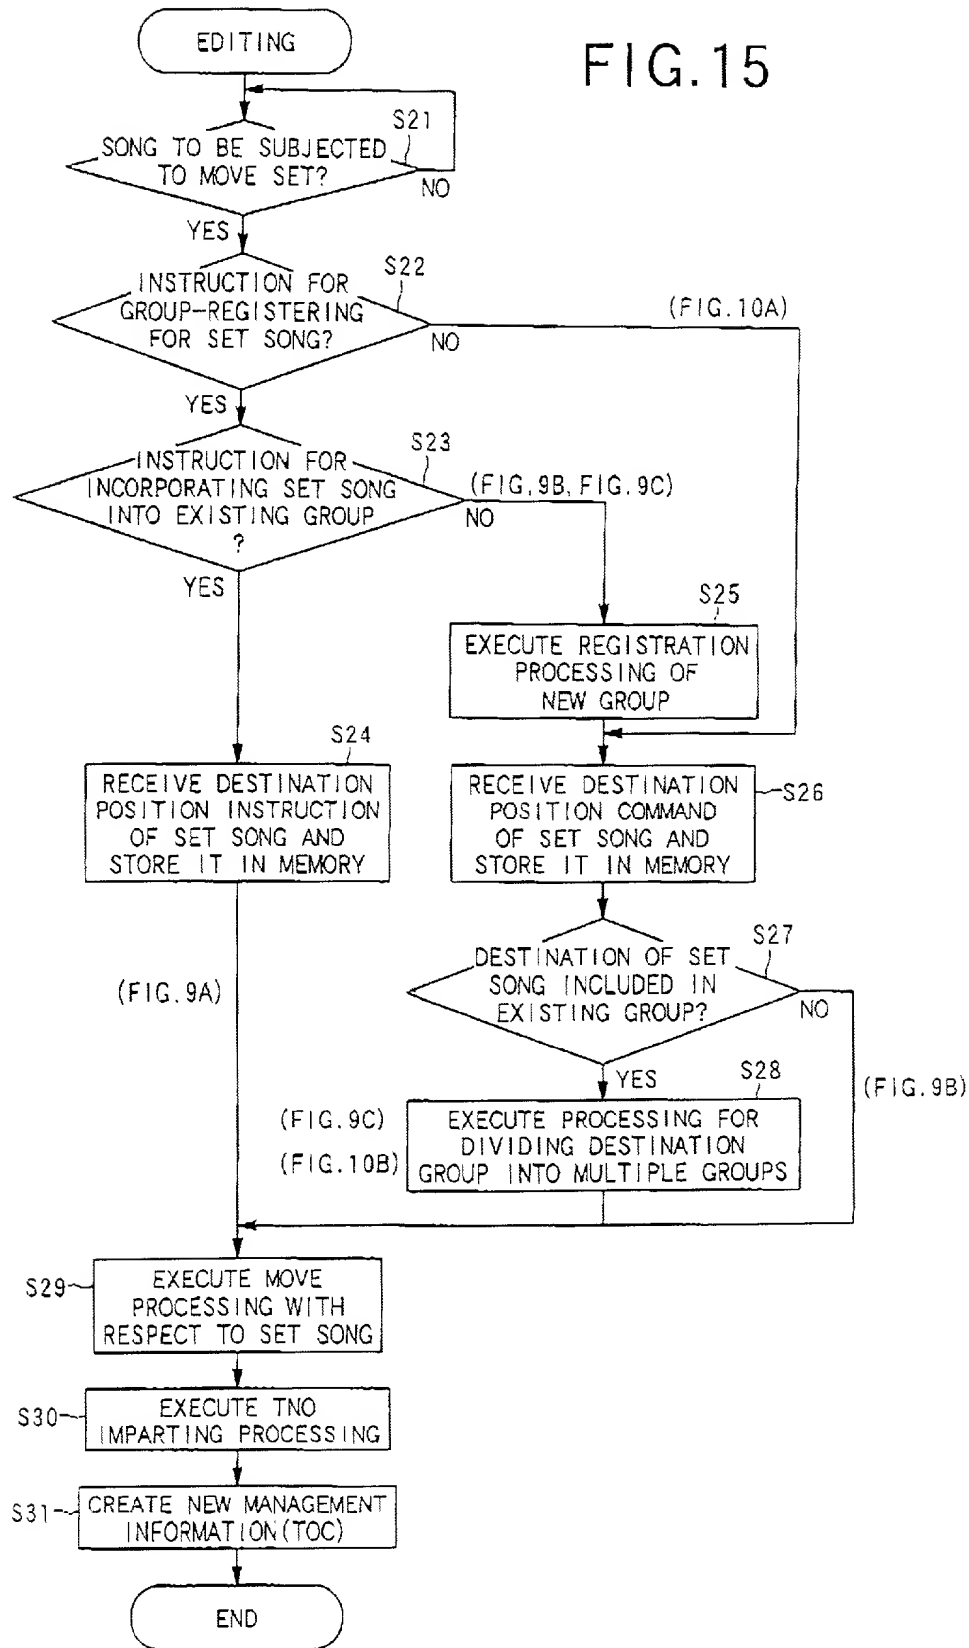 EDITING
FIG.15
S21
SONG TO BE SUBJECTED
TO MOVE SET?
NO
YES
S22
INSTRUCTION FOR
GROUP-REGISTERING
FOR SET SONG?
(FIG.10A)
NO
YES
S23
INSTRUCTION FOR
INCORPORATING SET SONG
INTO EXISTING GROUP
?
(FIG,9B,FIG.9C)
NO
YES
S25
EXECUTE REGISTRATION
PROCESSING OF
NEW GROUP
S24
RECEIVE DESTINATION
POSITION INSTRUCTION
OF SET SONG AND
STORE IT IN MEMORY
S26
RECEIVE DESTINATION
POSITION COMMAND
OF SET SONG AND
STORE IT IN MEMORY
S27
DESTINATION OF SET
SONG INCLUDED IN
EXISTING GROUP?
(FIG.9A)
NO
YES
S28
(FIG.9B)
(FIG.9C)
(FIG.10B)
EXECUTE PROCESSING FOR
DIVIDING DESTINATION
GROUP INTO MULTIPLE GROUPS
S29
EXECUTE MOVE
PROCESSING WITH
RESPECT TO SET SONG
S30
EXECUTE TNO
IMPARTING PROCESSING
S31
CREATE NEW MANAGEMENT
INFORMATION(TOC)
END